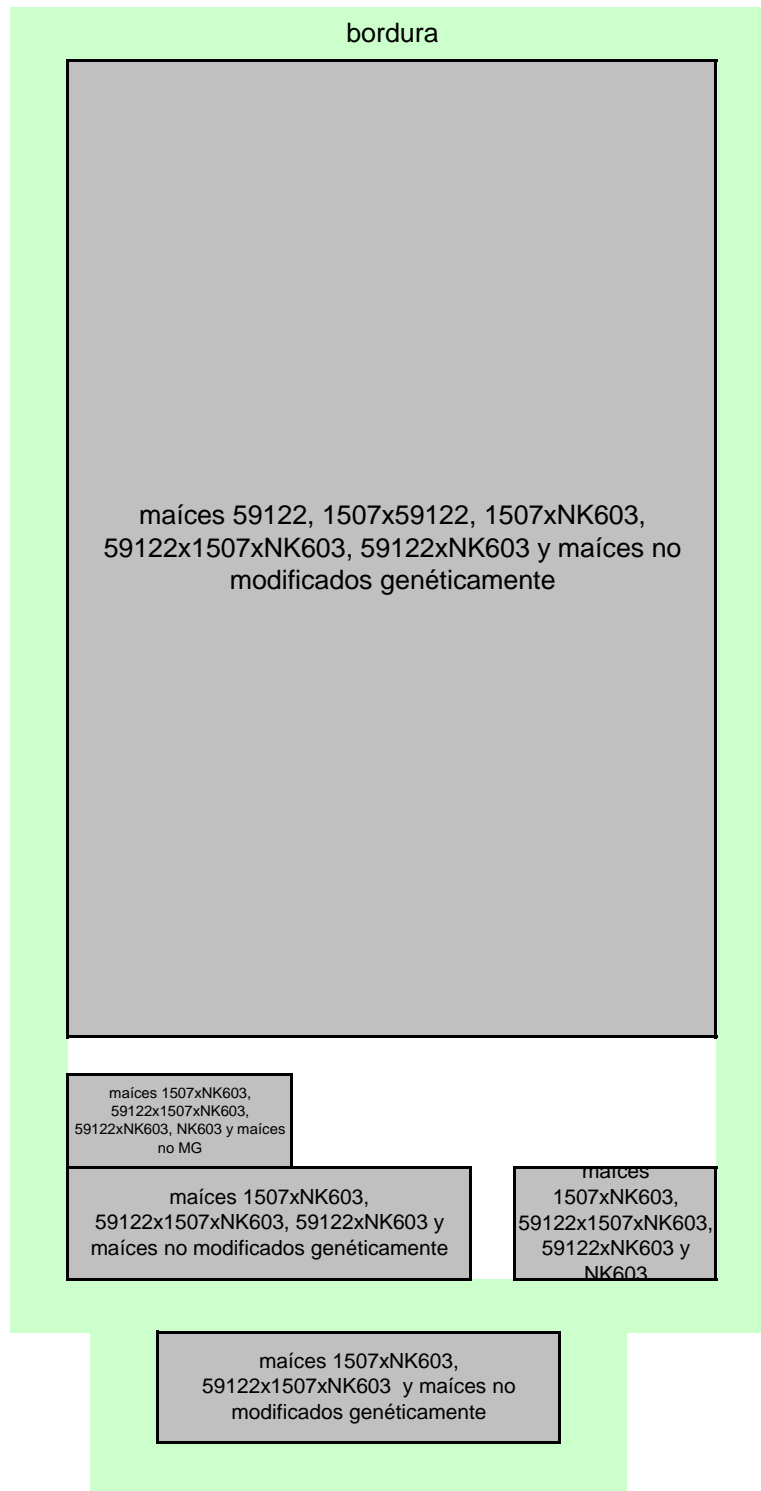 bordura
maíces 59122, 1507x59122, 1507xNK603,
59122x1507xNK603, 59122xNK603 y maíces no
modificados genéticamente
maíces 1507xNK603,
59122x1507xNK603,
59122xNK603, NK603 y maíces
no MG
maíces 1507xNK603,
59122x1507xNK603, 59122xNK603 y
maíces no modificados genéticamente
maíces
1507xNK603,
59122x1507xNK603,
59122xNK603 y
NK603
maíces 1507xNK603,
59122x1507xNK603 y maíces no
modificados genéticamente